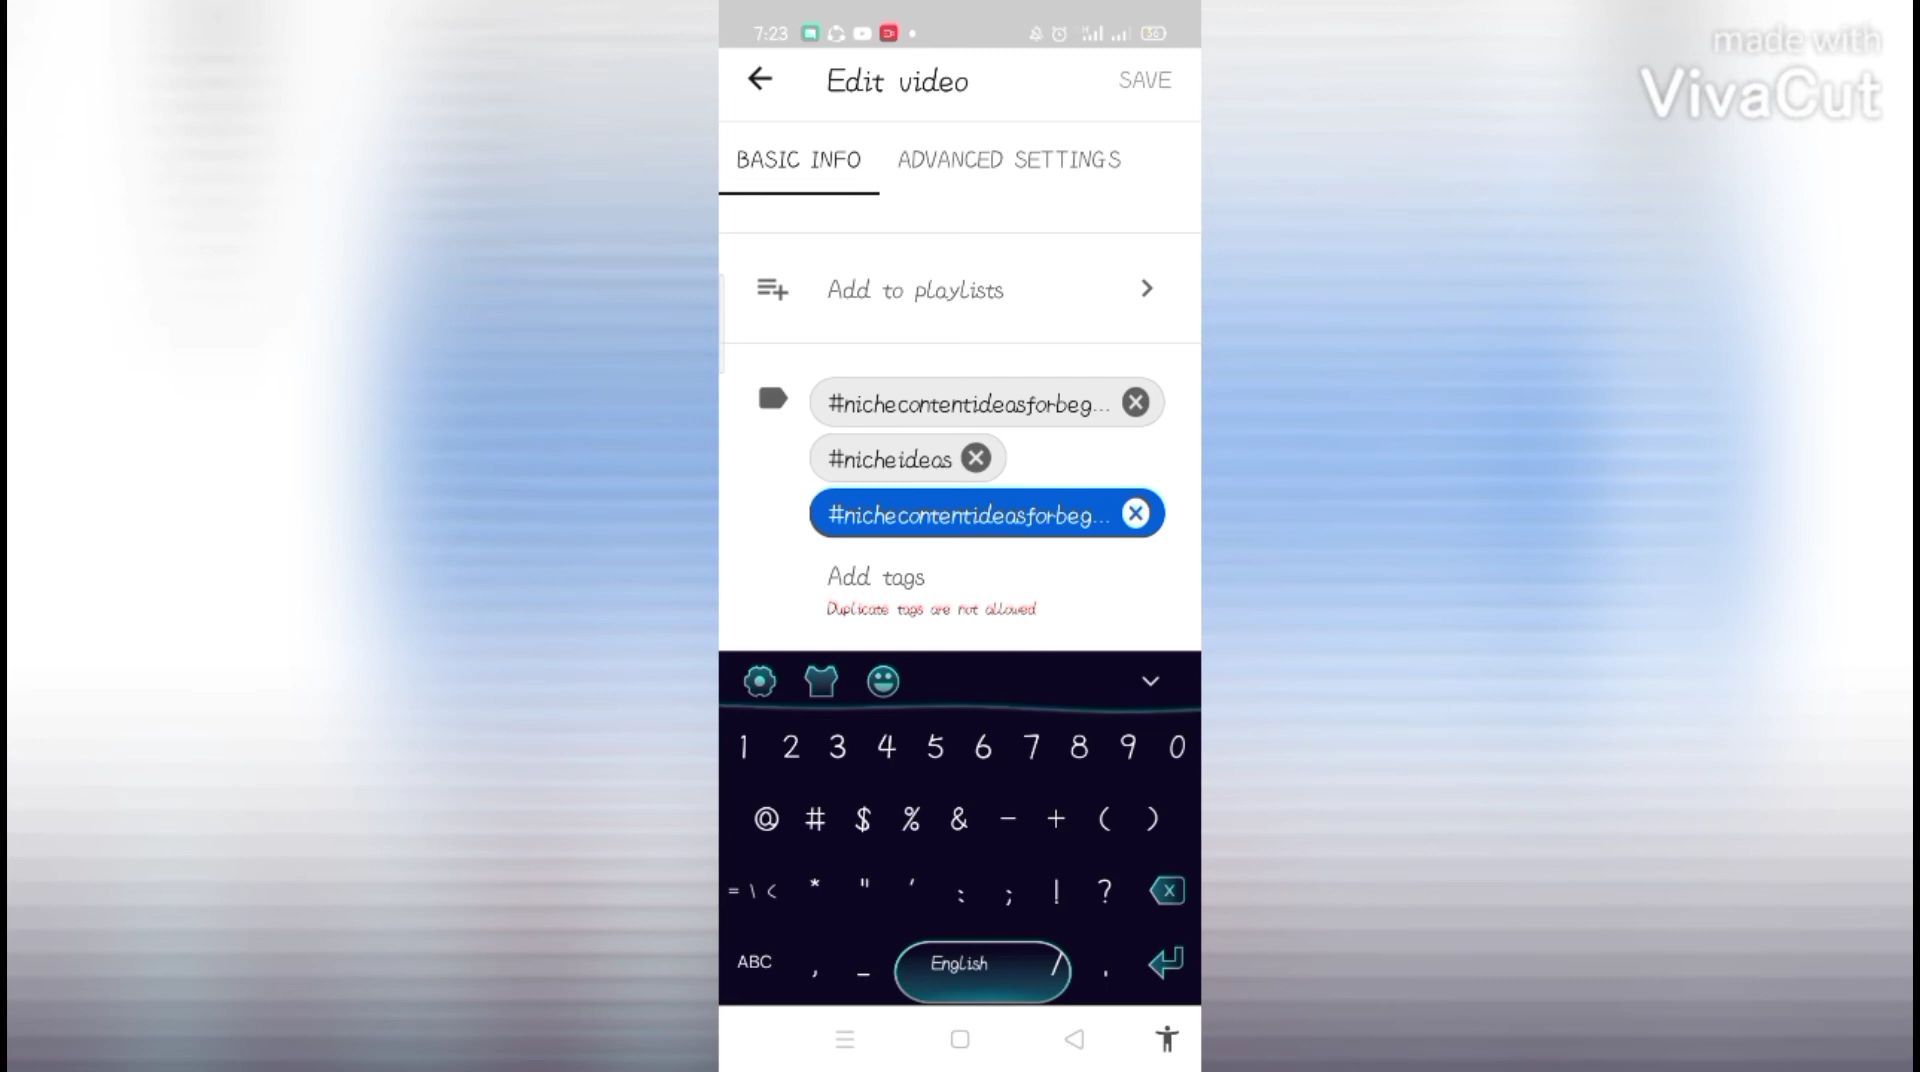 made with
VivaCut
7:23
56
Edit video
SAVE
BASIC INFO
ADVANCED SETTINGS
Add to playlists
#nichecontentideasforbeg...
#nicheideas
#nichecontentideasforbeg...
Add tags
Duplicate tags are not allowed
1 2 3 4 5 6 7 8 9 0
@ # $ % & - + ( )
= \ < * " ' : ; ! ?
ABC , _ English / .